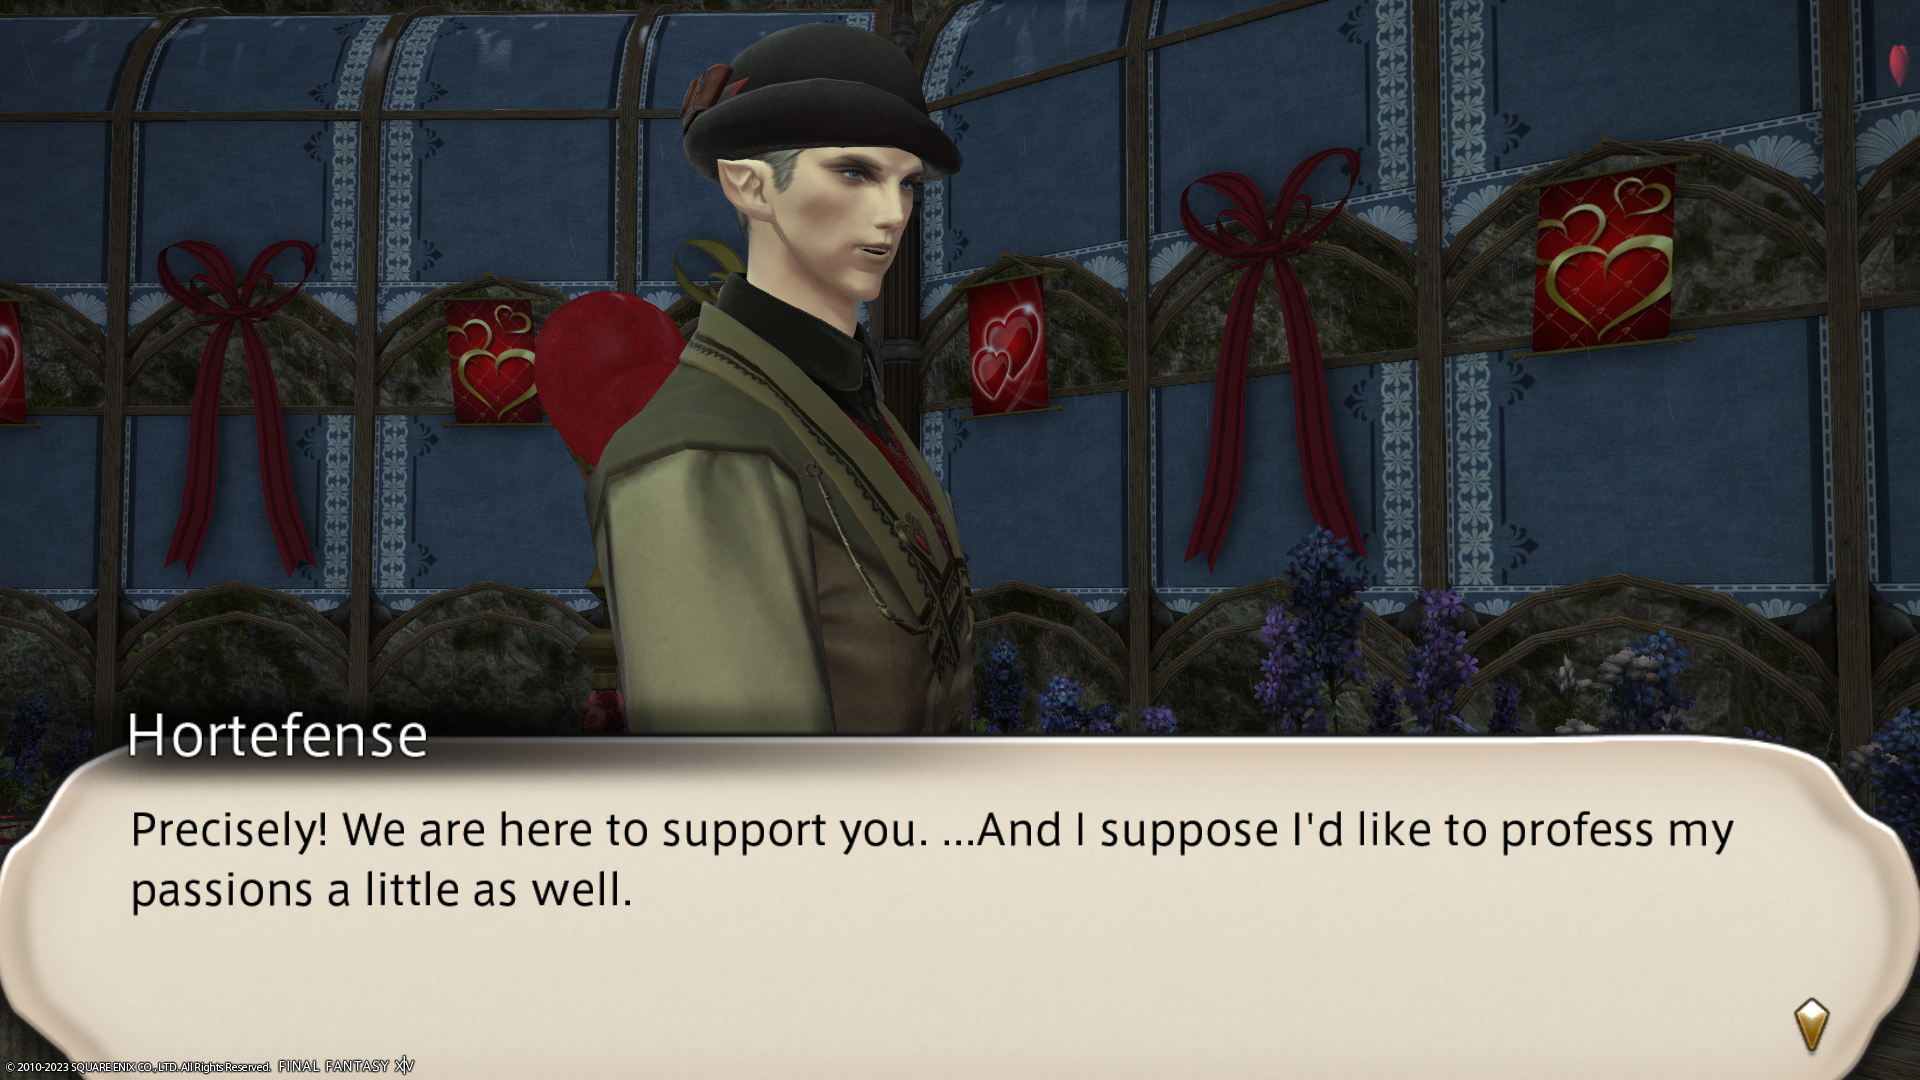 Hortefense
Precisely! We are here to support you. ...And I suppose I'd like to profess my
passions a little as well.
© 2010-2023 SQUARE ENIX CO., LTD. All Rights Reserved. FINAL FANTASY XIV